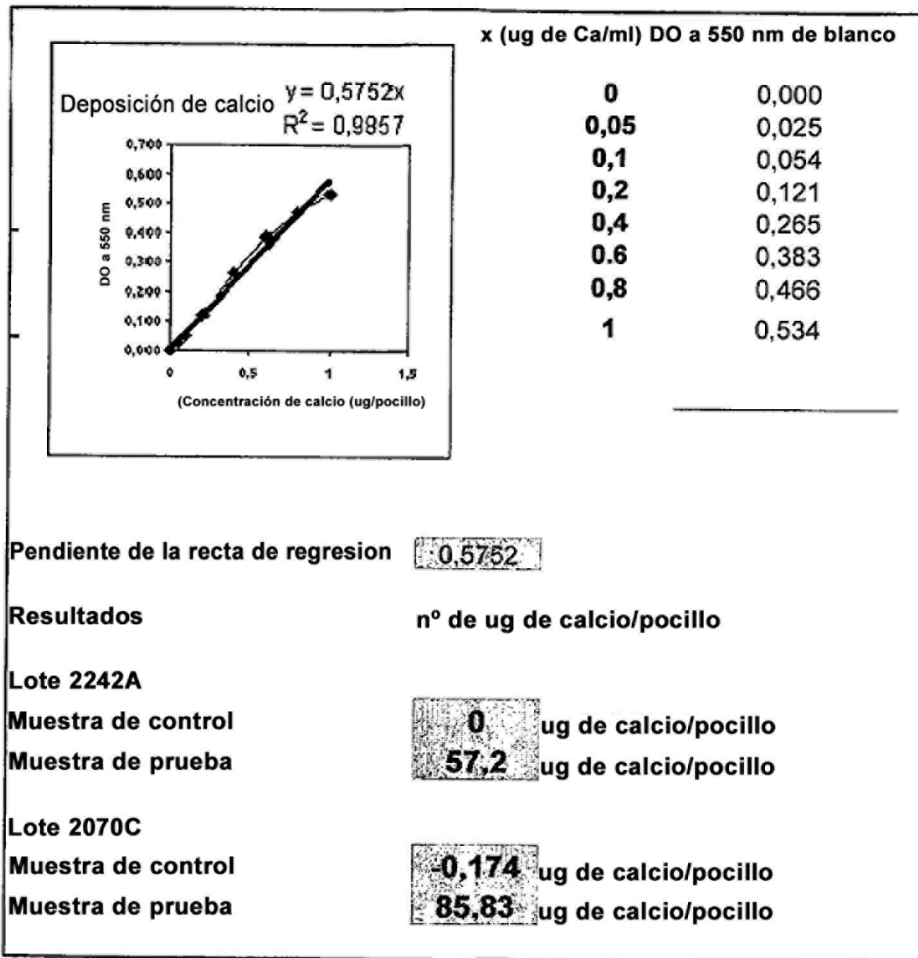 x (ug de Ca/ml) DO a 550 nm de blanco
0 0,000
0,05 0,025
0,1 0,054
0,2 0,121
0,4 0,265
0.6 0,383
0,8 0,466
1 0,534
Deposición de calcio y = 0,5752x
R² = 0,9857
0,700
0,600
0,500
0,400
0,300
0,200
0,100
0,000
DO a 550 nm
0 0,5 1 1,5
(Concentración de calcio (ug/pocillo)
Pendiente de la recta de regresion 0,5752
Resultados nº de ug de calcio/pocillo
Lote 2242A
Muestra de control 0 ug de calcio/pocillo
Muestra de prueba 57,2 ug de calcio/pocillo
Lote 2070C
Muestra de control -0,174 ug de calcio/pocillo
Muestra de prueba 85,83 ug de calcio/pocillo